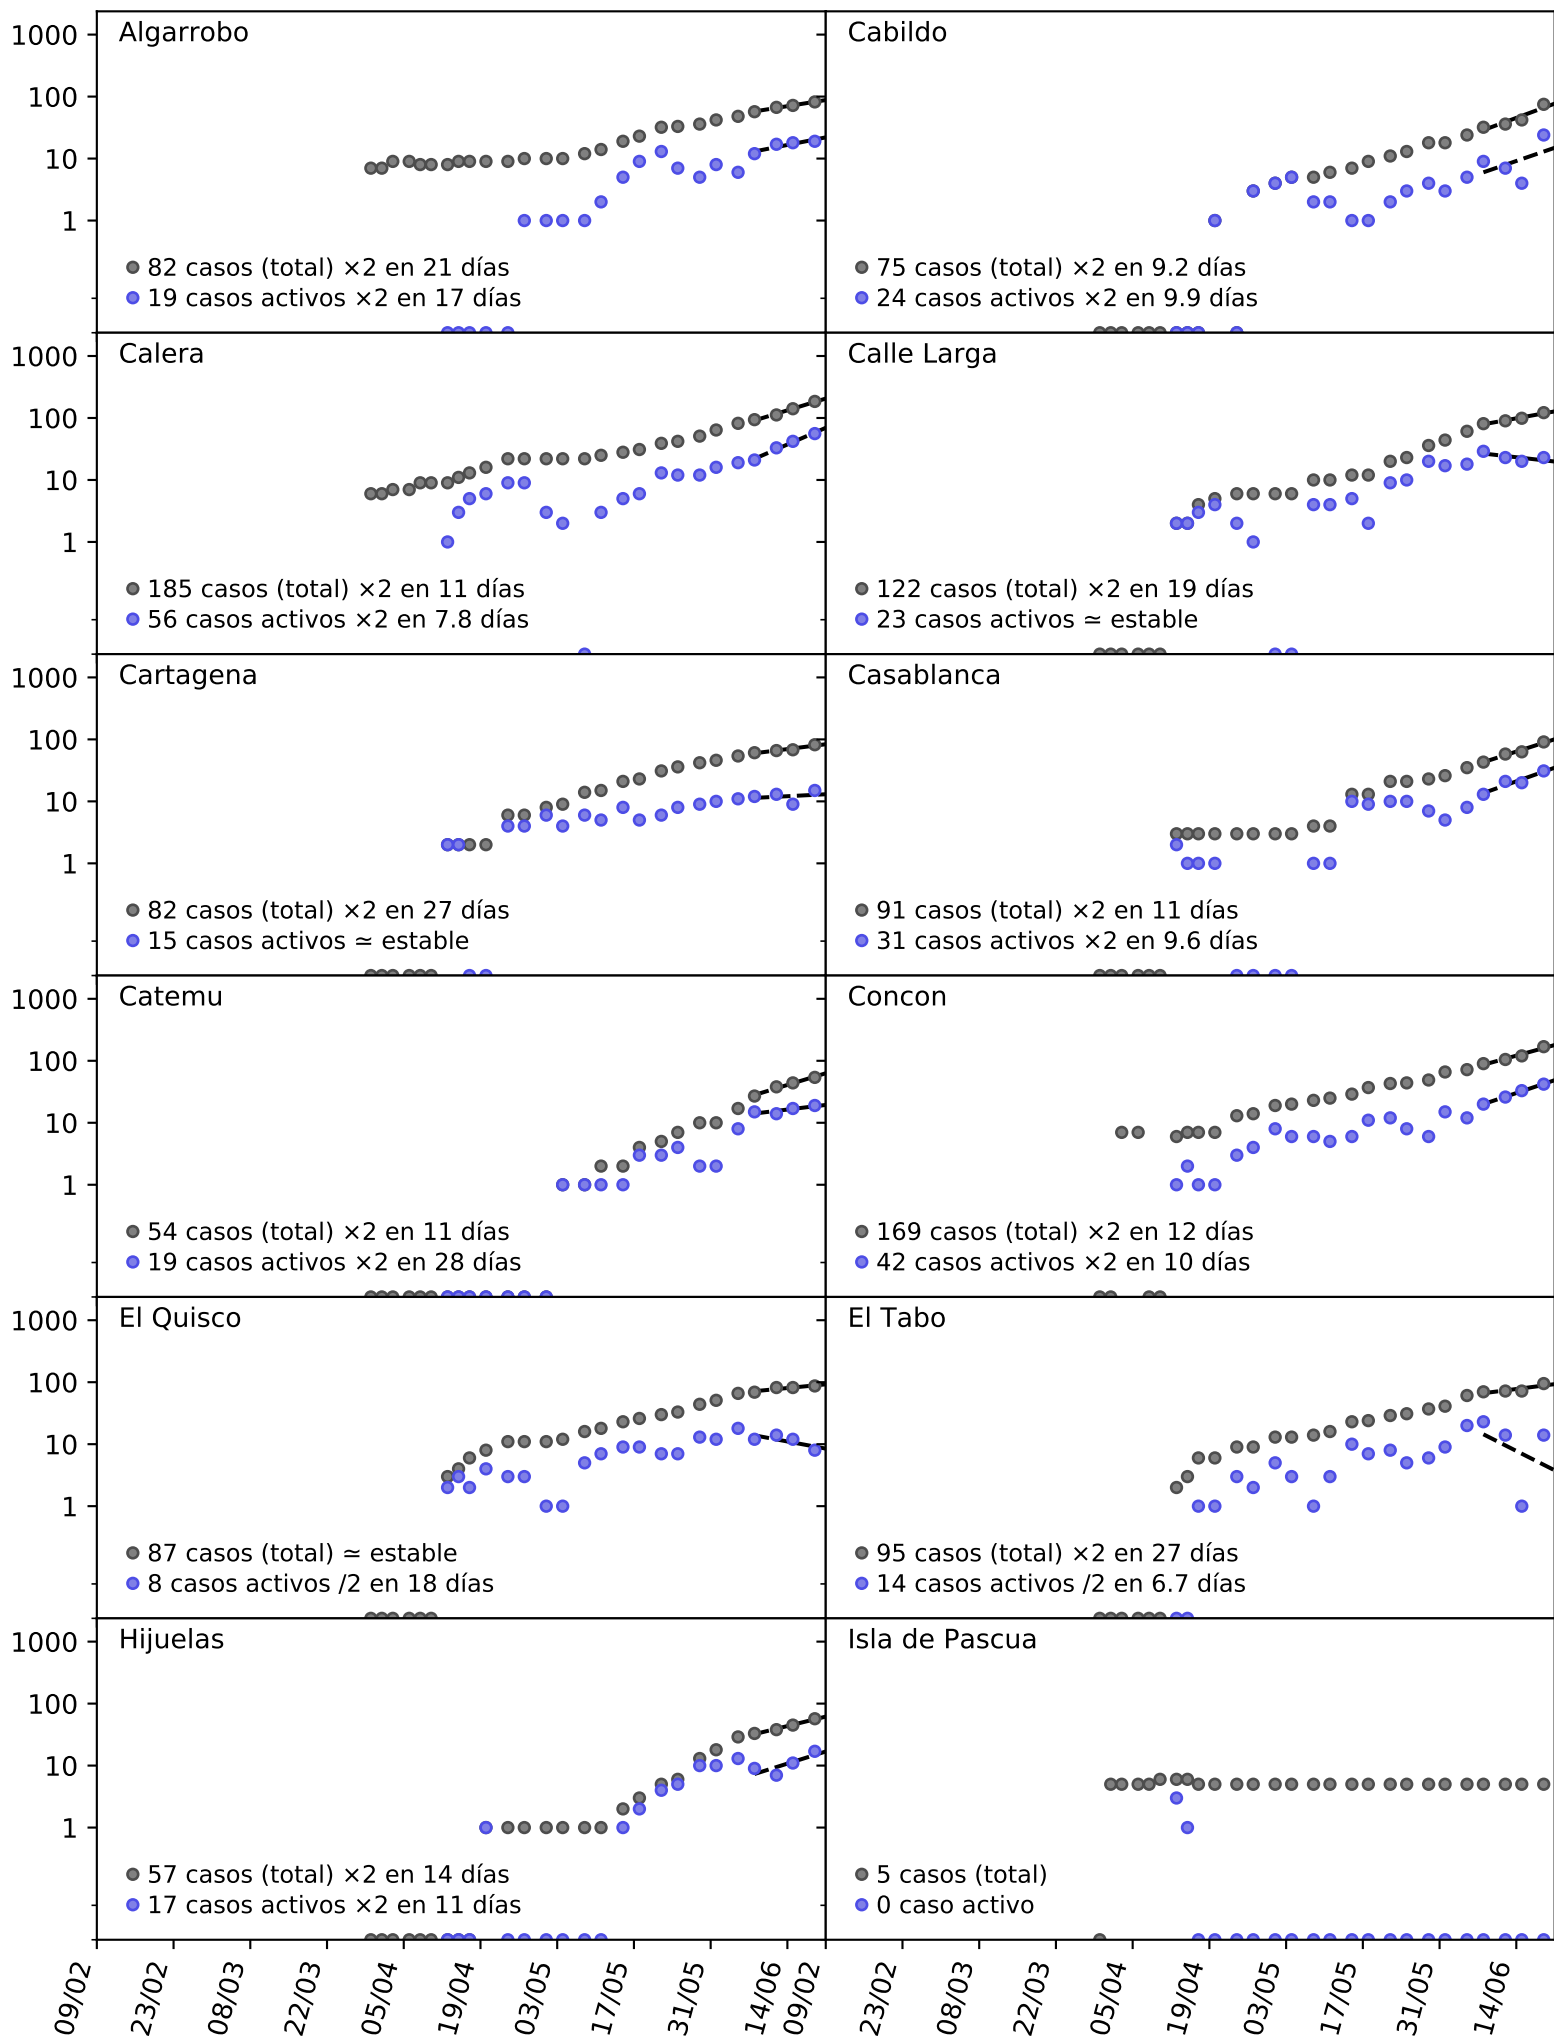 Algarrobo
1000
100
10
1
82 casos (total) ×2 en 21 días
19 casos activos ×2 en 17 días
Cabildo
75 casos (total) ×2 en 9.2 días
24 casos activos ×2 en 9.9 días
Calera
1000
100
10
1
185 casos (total) ×2 en 11 días
56 casos activos ×2 en 7.8 días
Calle Larga
122 casos (total) ×2 en 19 días
23 casos activos ≃ estable
Cartagena
1000
100
10
1
82 casos (total) ×2 en 27 días
15 casos activos ≃ estable
Casablanca
91 casos (total) ×2 en 11 días
31 casos activos ×2 en 9.6 días
Catemu
1000
100
10
1
54 casos (total) ×2 en 11 días
19 casos activos ×2 en 28 días
Concon
169 casos (total) ×2 en 12 días
42 casos activos ×2 en 10 días
El Quisco
1000
100
10
1
87 casos (total) ≃ estable
8 casos activos /2 en 18 días
El Tabo
95 casos (total) ×2 en 27 días
14 casos activos /2 en 6.7 días
Hijuelas
1000
100
10
1
57 casos (total) ×2 en 14 días
17 casos activos ×2 en 11 días
Isla de Pascua
5 casos (total)
0 caso activo
09/02 23/02 08/03 22/03 05/04 19/04 03/05 17/05 31/05 14/06
09/02 23/02 08/03 22/03 05/04 19/04 03/05 17/05 31/05 14/06